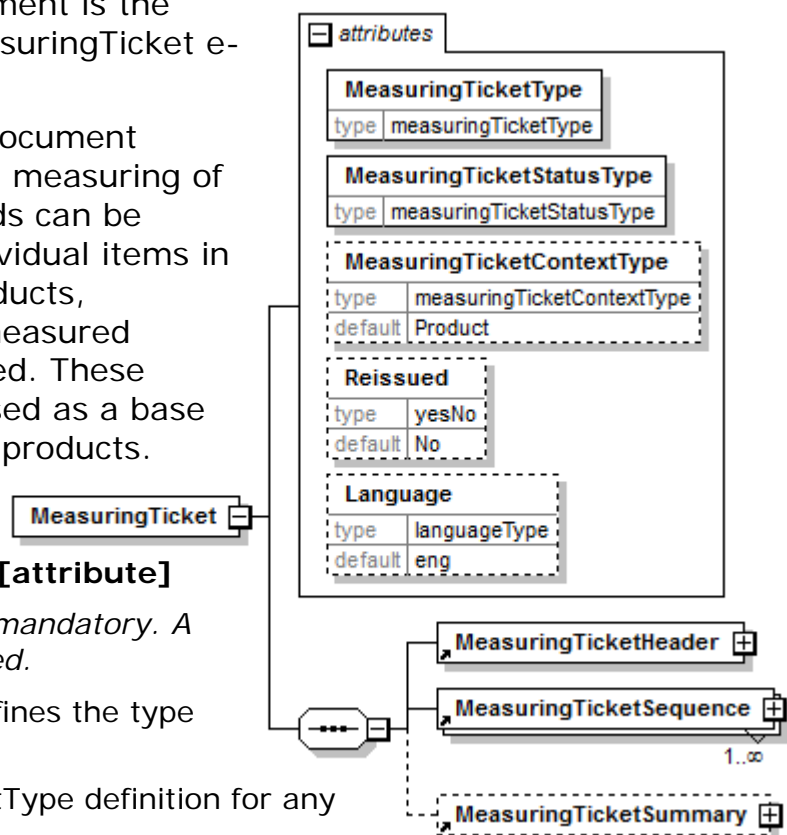 ment is the
suringTicket e-
ocument
measuring of
ds can be
vidual items in
ducts,
neasured
ed. These
sed as a base
products.
[attribute]
mandatory. A
ed.
fines the type
tType definition for any
attributes
MeasuringTicketType
type measuringTicketType
MeasuringTicketStatusType
type measuringTicketStatusType
MeasuringTicketContextType
type measuringTicketContextType
default Product
Reissued
type yesNo
default No
Language
type languageType
default eng
MeasuringTicket
MeasuringTicketHeader
MeasuringTicketSequence
1..∞
MeasuringTicketSummary